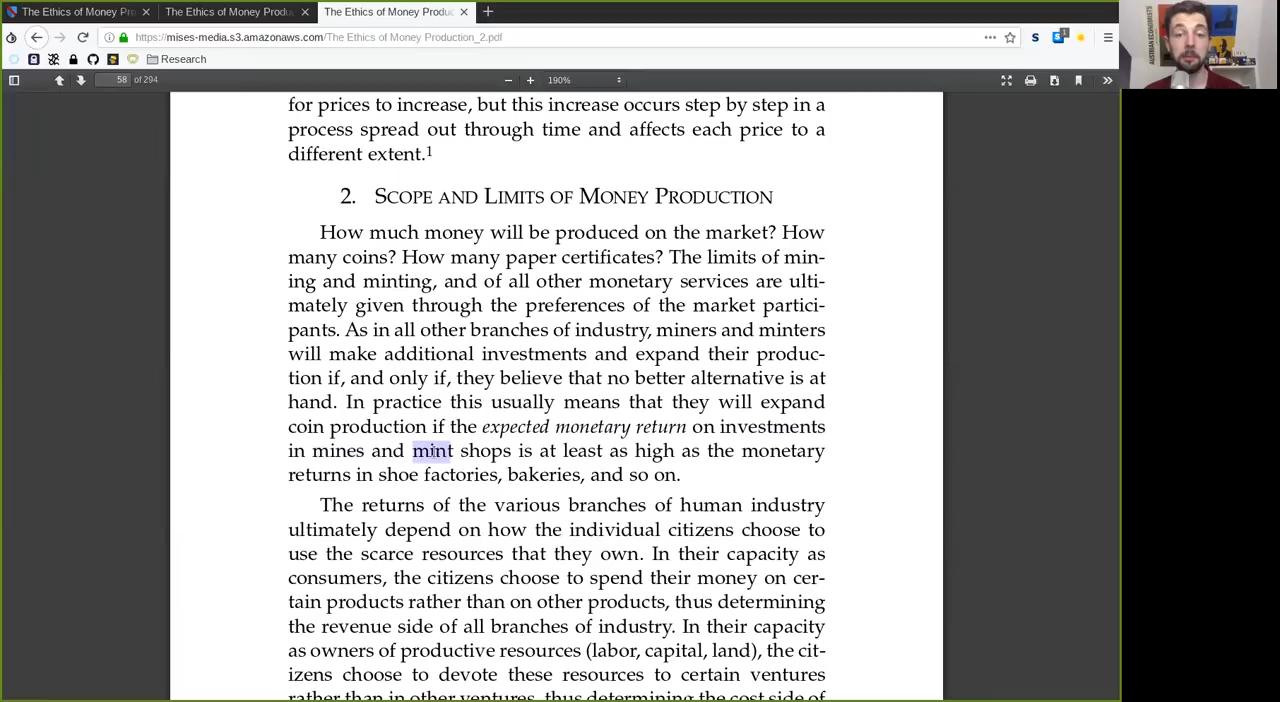 The Ethics of Money Pro
The Ethics of Money Produ
The Ethics of Money Produc
https://mises-media.s3.amazonaws.com/The Ethics of Money Production_2.pdf
Research
58 of 294
190%
AUSTRIAN ECONOMISTS
for prices to increase, but this increase occurs step by step in a
process spread out through time and affects each price to a
different extent.1
2. SCOPE AND LIMITS OF MONEY PRODUCTION
How much money will be produced on the market? How
many coins? How many paper certificates? The limits of min-
ing and minting, and of all other monetary services are ulti-
mately given through the preferences of the market partici-
pants. As in all other branches of industry, miners and minters
will make additional investments and expand their produc-
tion if, and only if, they believe that no better alternative is at
hand. In practice this usually means that they will expand
coin production if the expected monetary return on investments
in mines and mint shops is at least as high as the monetary
returns in shoe factories, bakeries, and so on.
The returns of the various branches of human industry
ultimately depend on how the individual citizens choose to
use the scarce resources that they own. In their capacity as
consumers, the citizens choose to spend their money on cer-
tain products rather than on other products, thus determining
the revenue side of all branches of industry. In their capacity
as owners of productive resources (labor, capital, land), the cit-
izens choose to devote these resources to certain ventures
rather than in other ventures, thus determining the cost side of